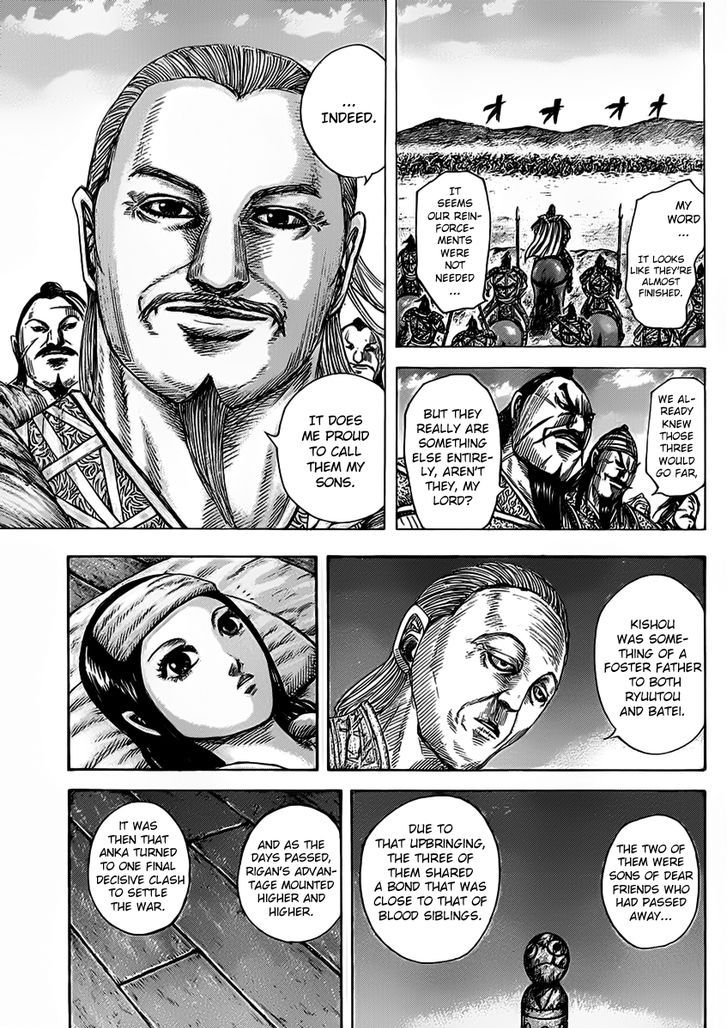 MY
WORD
...
IT LOOKS
LIKE THEY'RE
ALMOST
FINISHED.
IT
SEEMS
OUR REIN-
FORCE-
MENTS
WERE
NOT
NEEDED
...
WE AL-
READY
KNEW
THOSE
THREE
WOULD
GO FAR,
BUT THEY
REALLY ARE
SOMETHING
ELSE ENTIRE-
LY, AREN'T
THEY, MY
LORD?
...
INDEED.
IT DOES
ME PROUD
TO CALL
THEM MY
SONS.
KISHOU
WAS SOME-
THING OF A
FOSTER FATHER
TO BOTH
RYUUTOU
AND BATEI.
THE TWO OF
THEM WERE
SONS OF DEAR
FRIENDS WHO
HAD PASSED
AWAY...
DUE TO
THAT UPBRINGING,
THE THREE OF
THEM SHARED
A BOND THAT WAS
CLOSE TO THAT OF
BLOOD SIBLINGS.
AND AS THE
DAYS PASSED,
RIGAN'S ADVAN-
TAGE MOUNTED
HIGHER AND
HIGHER.
IT WAS
THEN THAT
ANKA TURNED
TO ONE FINAL
DECISIVE CLASH
TO SETTLE
THE WAR.